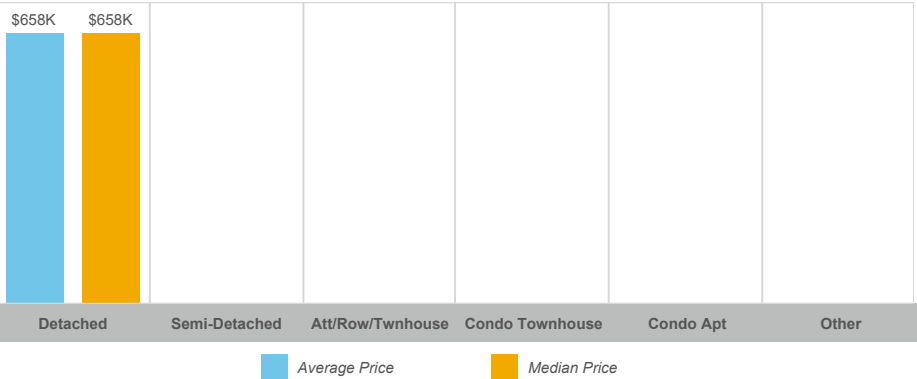 $658K $658K
Detached Semi-Detached Att/Row/Twnhouse Condo Townhouse Condo Apt Other
Average Price Median Price